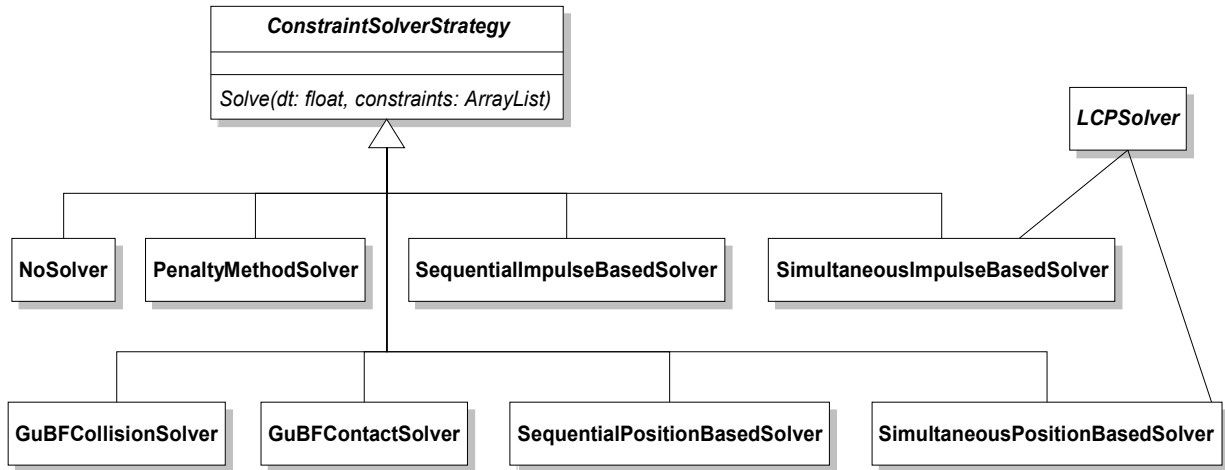 ConstraintSolverStrategy
Solve(dt: float, constraints: ArrayList)
LCPSolver
NoSolver
PenaltyMethodSolver
SequentialImpulseBasedSolver
SimultaneousImpulseBasedSolver
GuBFCollisionSolver
GuBFContactSolver
SequentialPositionBasedSolver
SimultaneousPositionBasedSolver